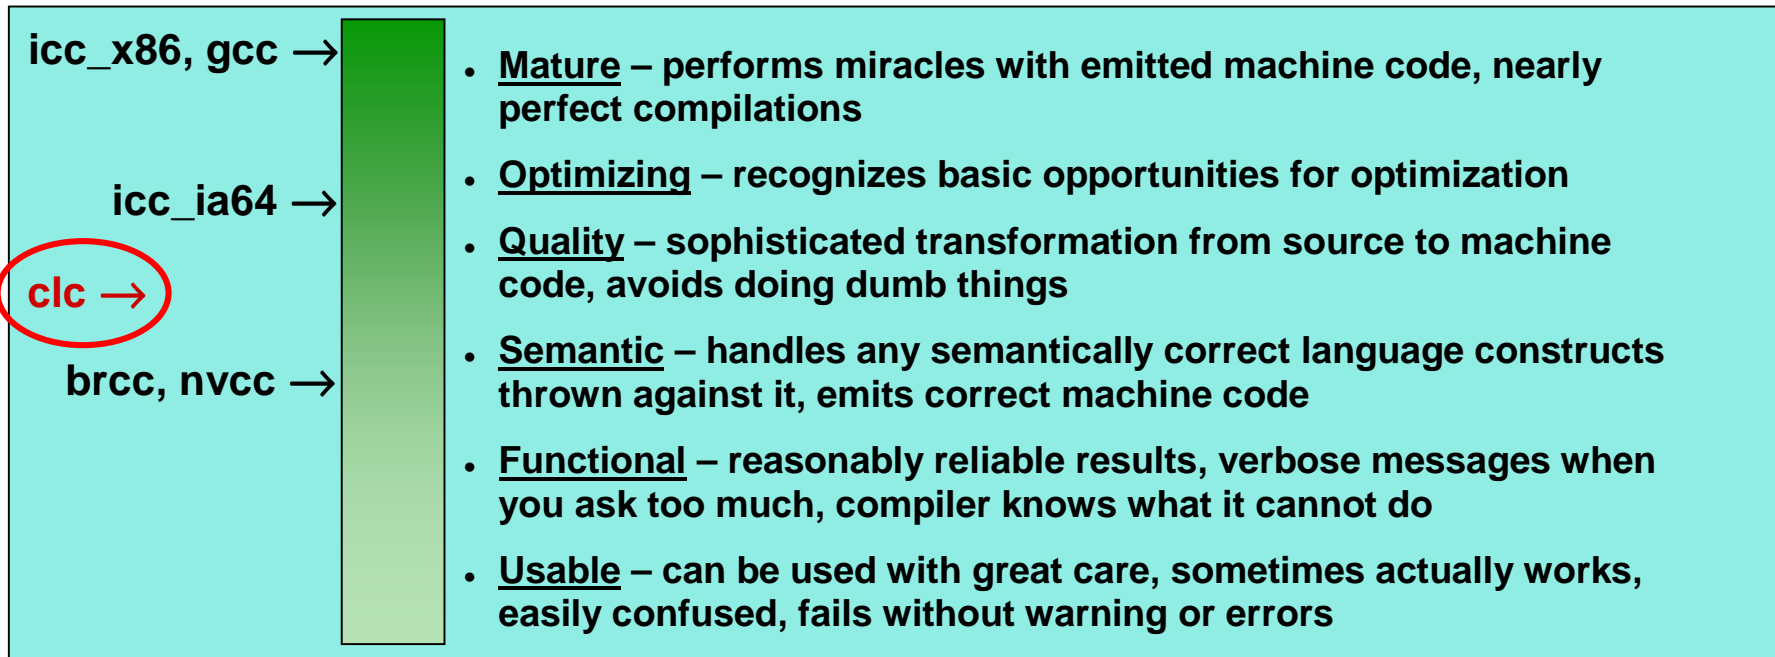 icc_x86, gcc →
icc_ia64 →
clc →
brcc, nvcc →
• Mature – performs miracles with emitted machine code, nearly
perfect compilations
• Optimizing – recognizes basic opportunities for optimization
• Quality – sophisticated transformation from source to machine
code, avoids doing dumb things
• Semantic – handles any semantically correct language constructs
thrown against it, emits correct machine code
• Functional – reasonably reliable results, verbose messages when
you ask too much, compiler knows what it cannot do
• Usable – can be used with great care, sometimes actually works,
easily confused, fails without warning or errors